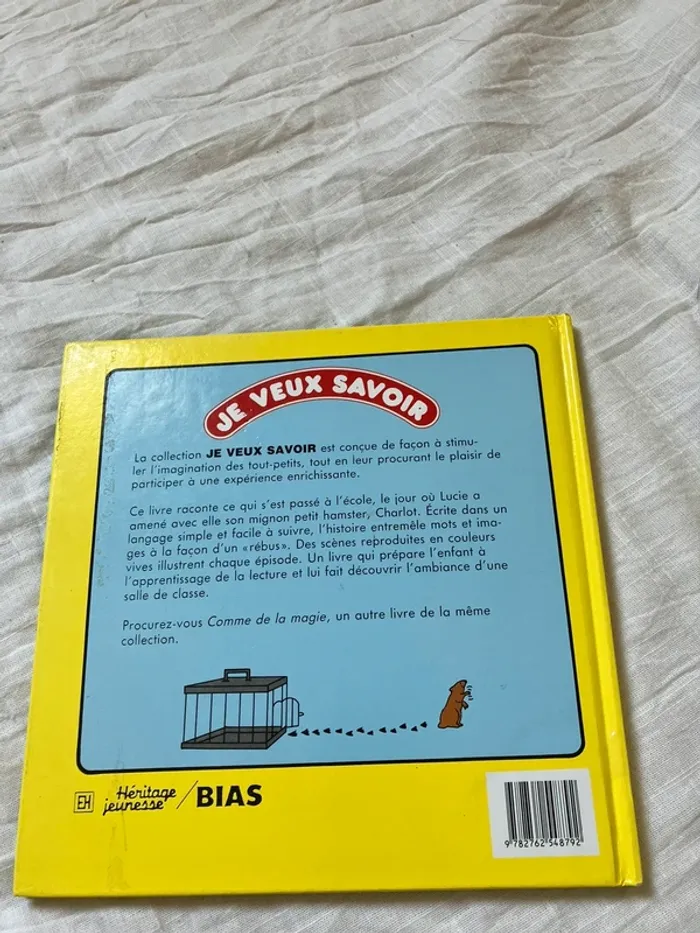 JE VEUX SAVOIR
La collection JE VEUX SAVOIR est conçue de façon à stimu-
ler l'imagination des tout-petits, tout en leur procurant le plaisir de
participer à une expérience enrichissante.
Ce livre raconte ce qui s'est passé à l'école, le jour où Lucie a
amené avec elle son mignon petit hamster, Charlot. Écrite dans un
langage simple et facile à suivre, l'histoire entremêle mots et ima-
ges à la façon d'un «rébus». Des scènes reproduites en couleurs
vives illustrent chaque épisode. Un livre qui prépare l'enfant à
l'apprentissage de la lecture et lui fait découvrir l'ambiance d'une
salle de classe.
Procurez-vous Comme de la magie, un autre livre de la même
collection.
EH Héritage
jeunesse / BIAS
9 782762 548792